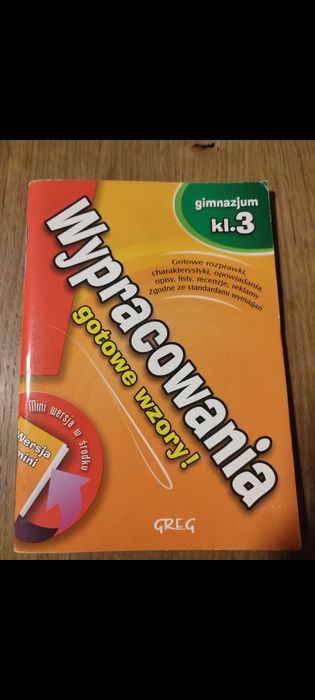 gimnazjum
kl.3
Gotowe rozprawki,
charakterystyki, opowiadania,
opisy, listy, recenzje, reklamy
Zgodne ze standardami wymagań
Wypracowania
gotowe wzory!
Mini wersja w środku
Wersja
mini
GREG